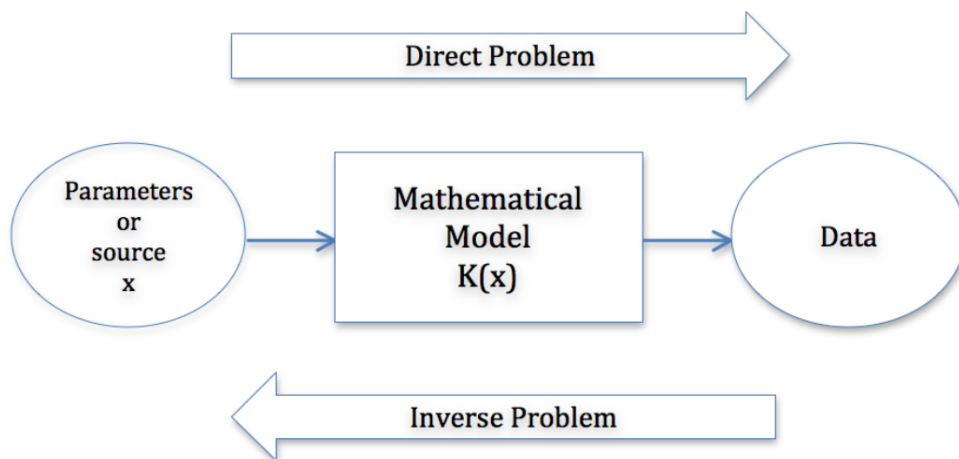 Direct Problem
Parameters
or
source
x
Mathematical
Model
K(x)
Data
Inverse Problem